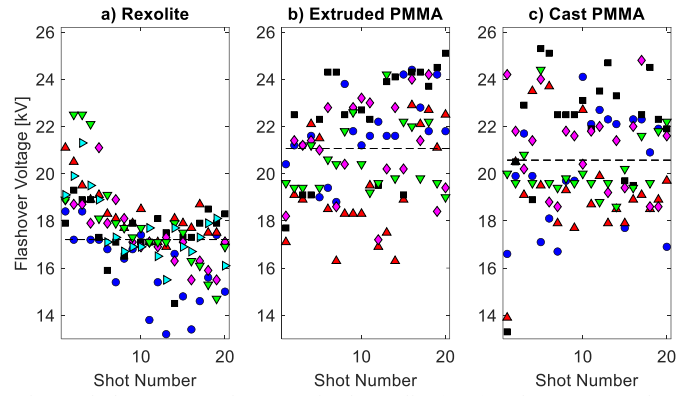 a) Rexolite b) Extruded PMMA c) Cast PMMA
26 26 26
24 24 24
22 22 22
20 20 20
18 18 18
16 16 16
14 14 14
Flashover Voltage [kV]
10 20 10 20 10 20
Shot Number Shot Number Shot Number